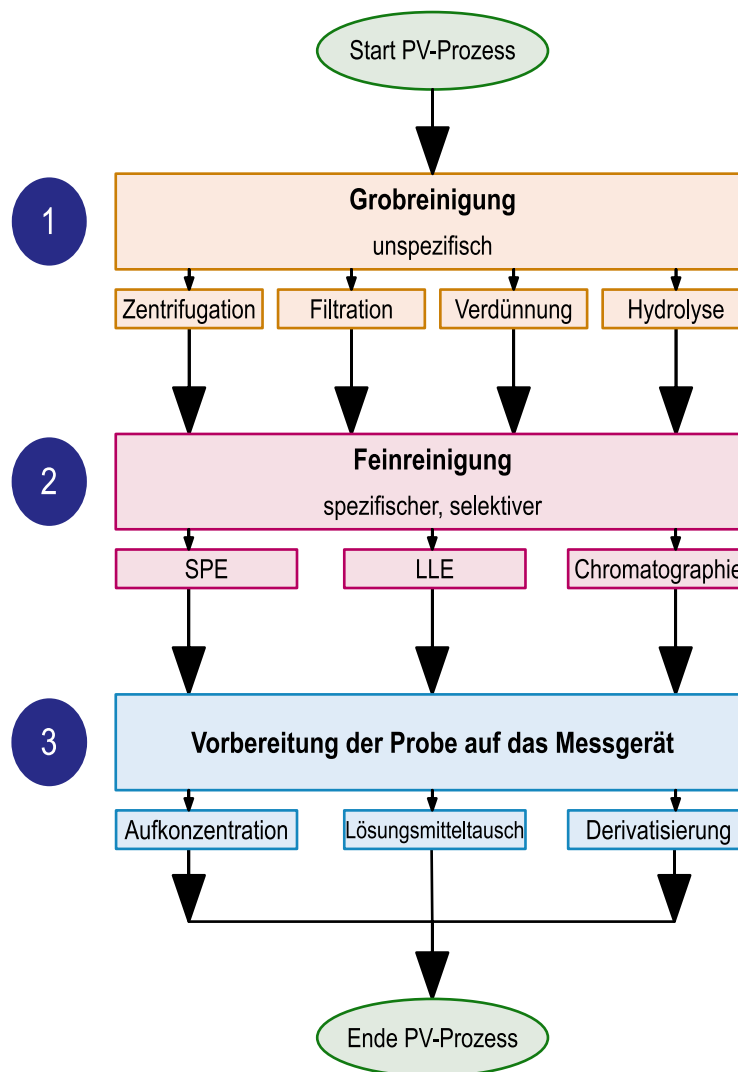 Start PV-Prozess
1
Grobreinigung
unspezifisch
Zentrifugation
Filtration
Verdünnung
Hydrolyse
2
Feinreinigung
spezifischer, selektiver
SPE
LLE
Chromatographie
3
Vorbereitung der Probe auf das Messgerät
Aufkonzentration
Lösungsmitteltausch
Derivatisierung
Ende PV-Prozess